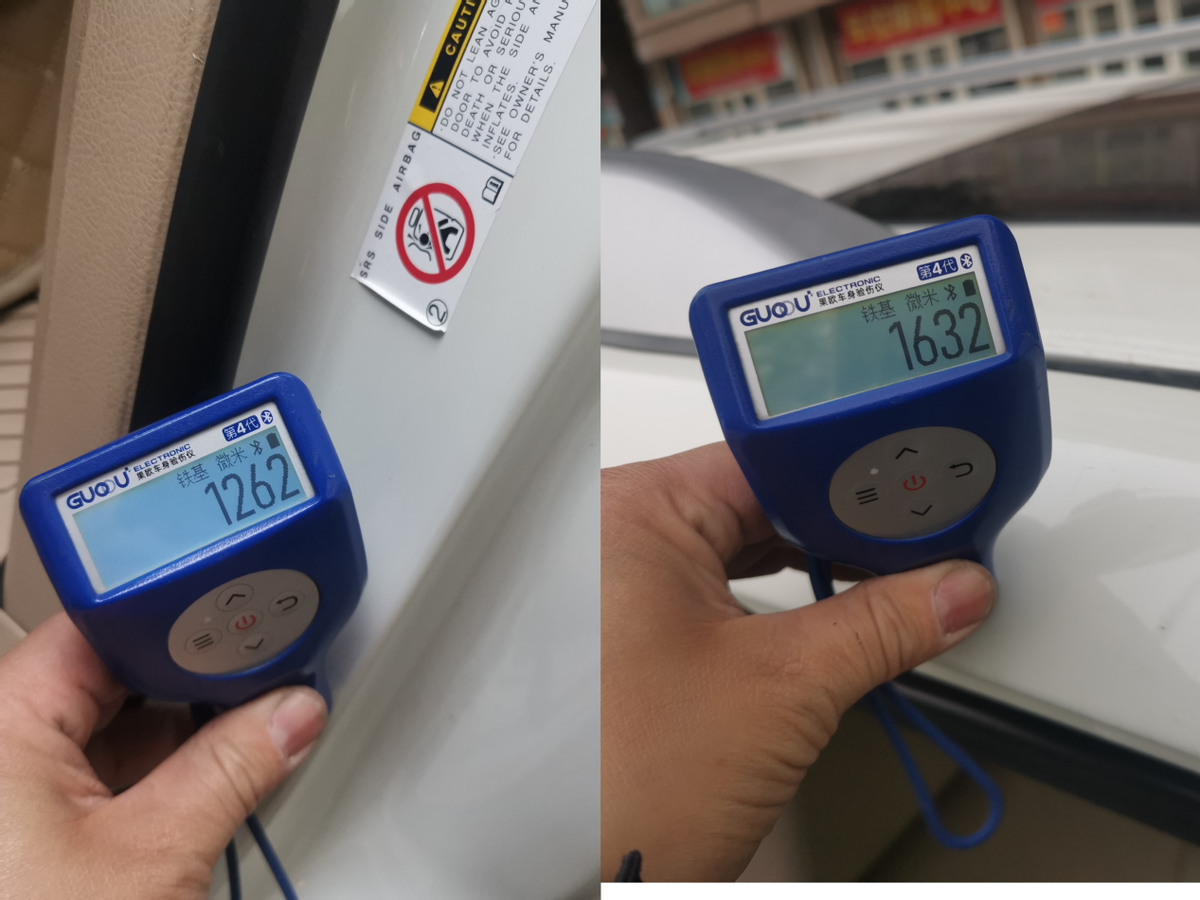 CAUTI
DO NOT LEAN AG
DOOR TO AVOID P
DEATH OR SERIOU
WHEN THE SIDE A
INFLATES.
SEE OWNER'S MANU
FOR DETAILS.
SRS SIDE AIRBAG
2
第4代
GUOOU ELECTRONIC
果欧车身验伤仪
铁基 微米
1262
第4代
GUOOU ELECTRONIC
果欧车身验伤仪
铁基 微米
1632